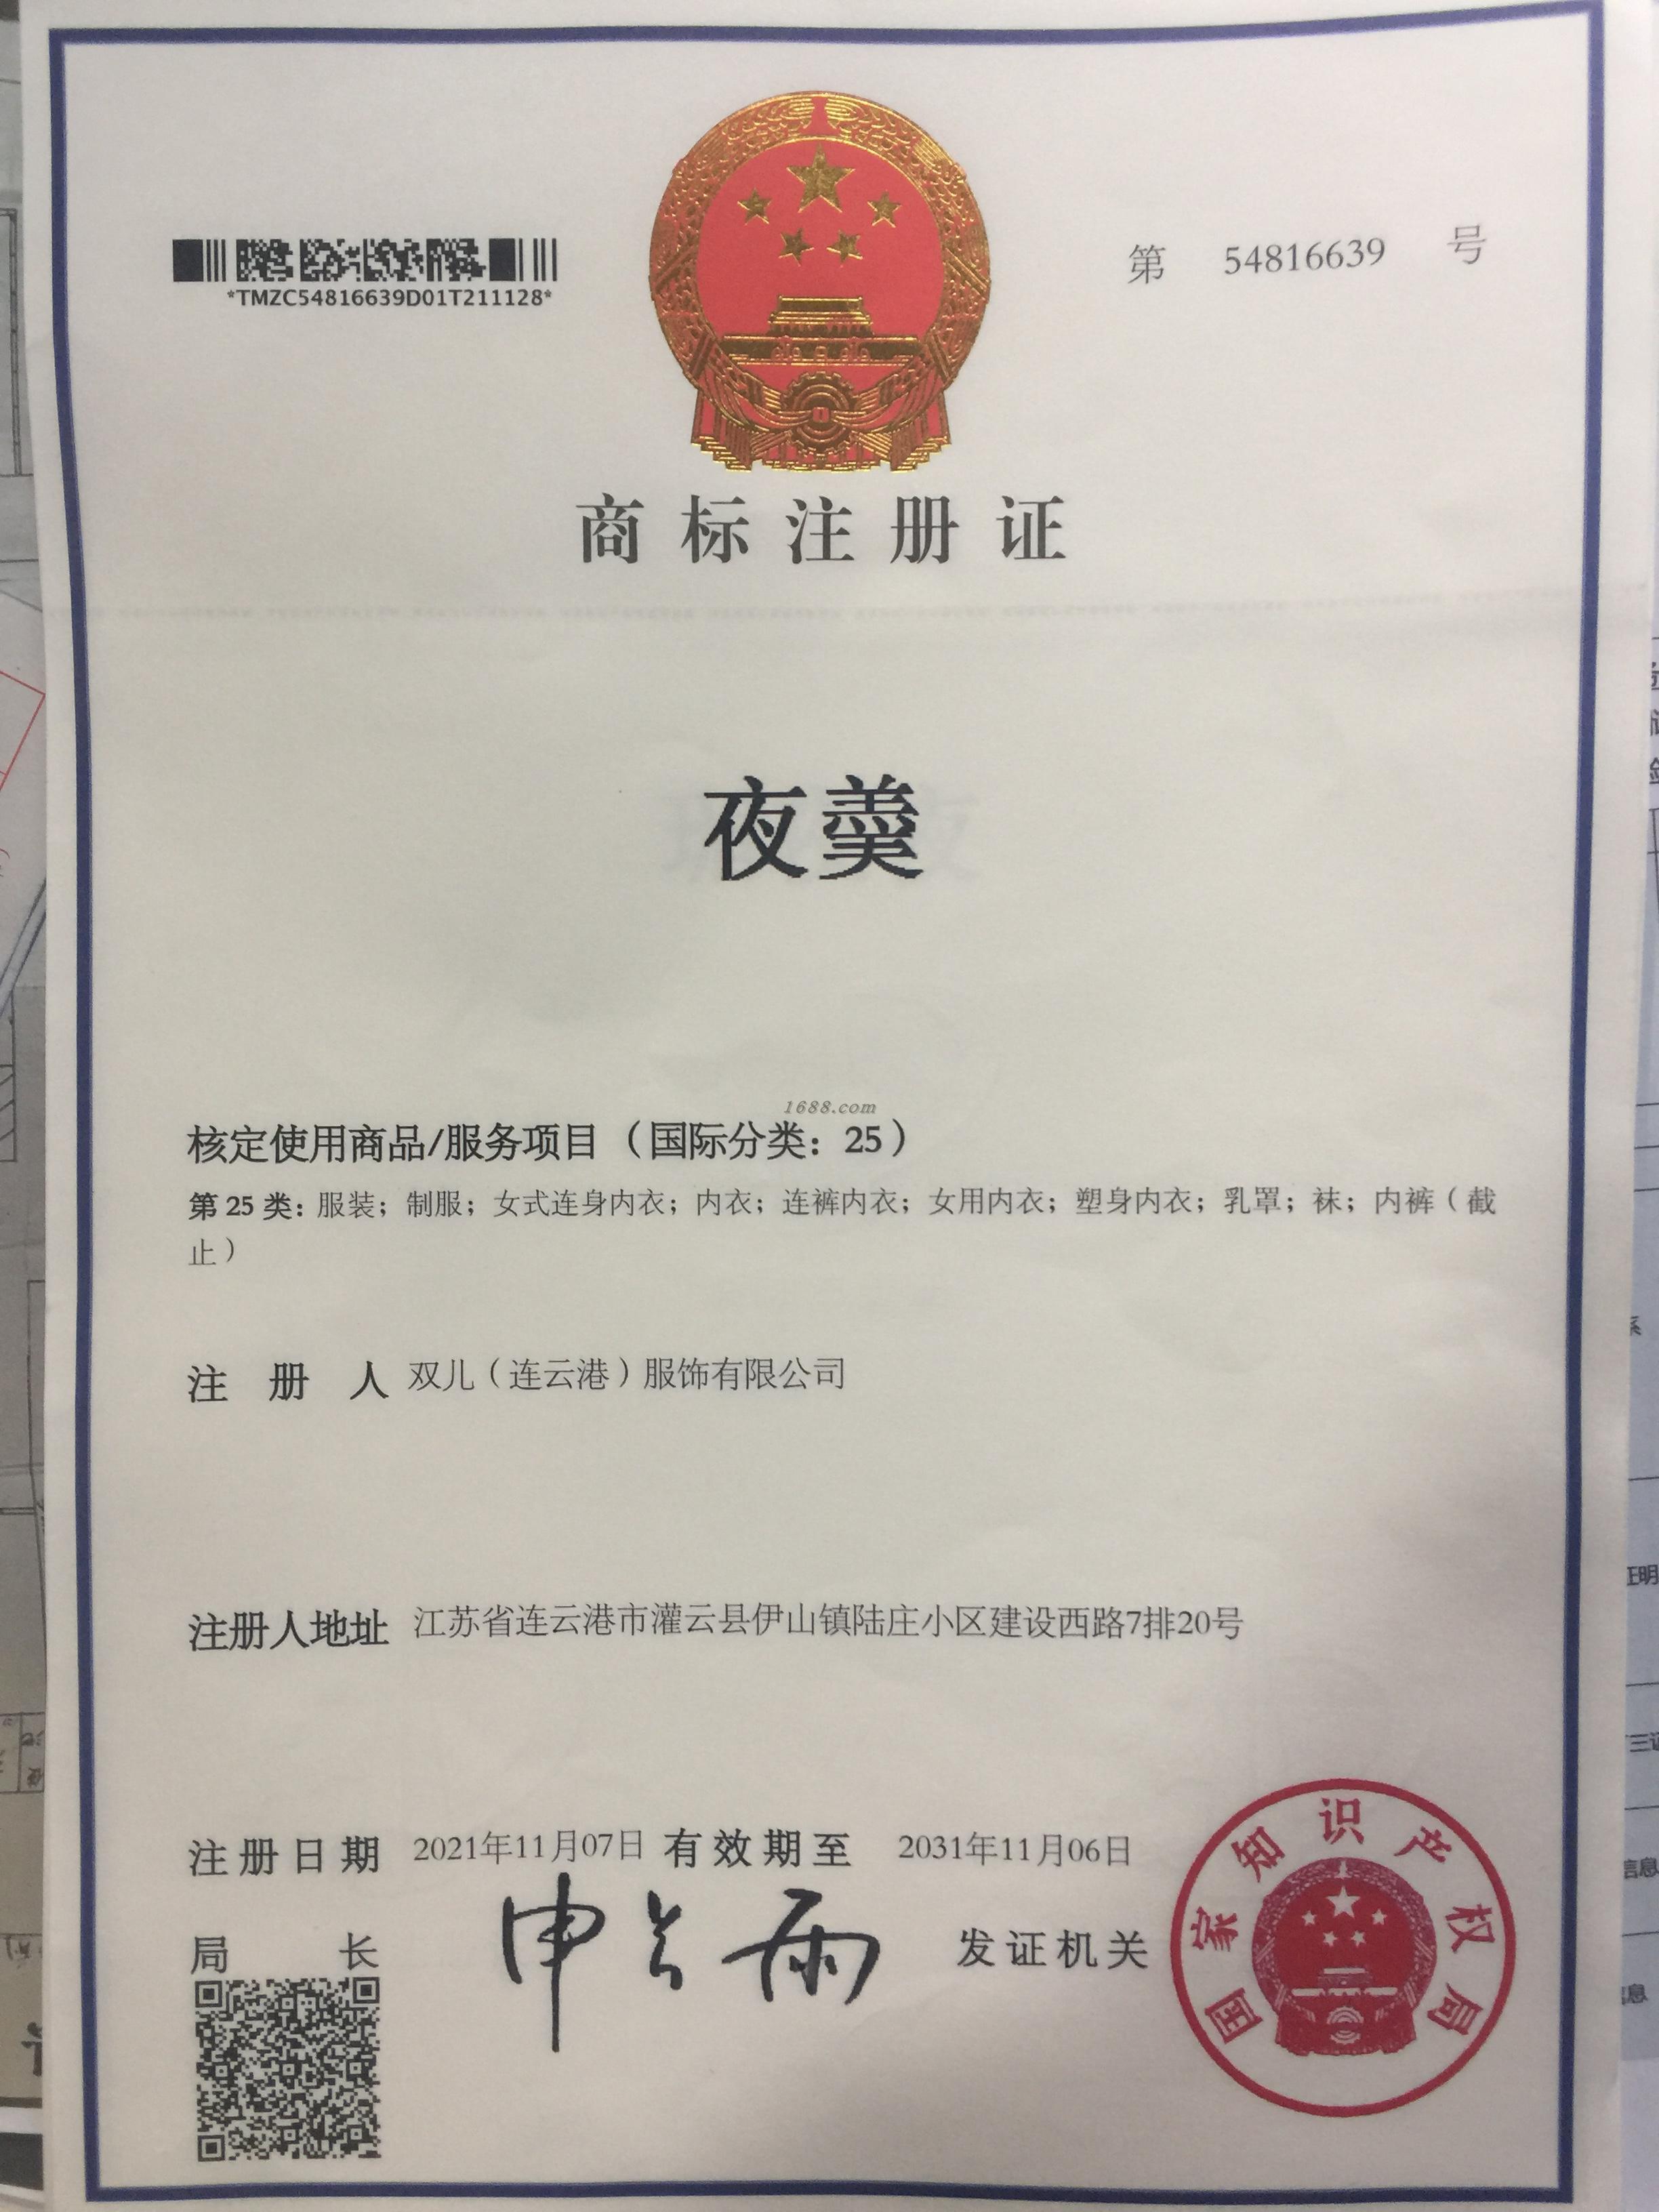 *TMZC54816639D01T211128*
第 54816639 号
商标注册证
夜羹
1688.com
核定使用商品/服务项目（国际分类：25）
第25类：服装；制服；女式连身内衣；内衣；连裤内衣；女用内衣；塑身内衣；乳罩；袜；内裤（截
止）
注册人 双儿（连云港）服饰有限公司
注册人地址 江苏省连云港市灌云县伊山镇陆庄小区建设西路7排20号
注册日期 2021年11月07日 有效期至 2031年11月06日
局长 申长雨 发证机关
国家知识产权局
证明
信息